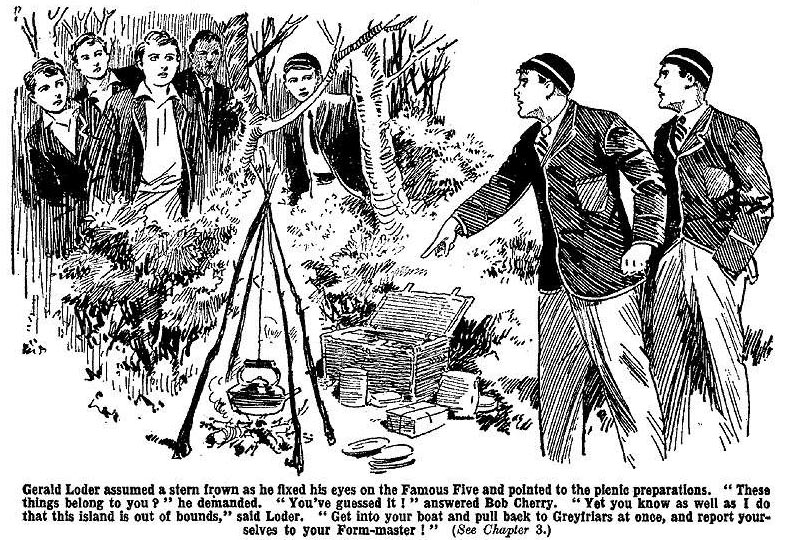 Gerald Loder assumed a stern frown as he fixed his eyes on the Famous Five and pointed to the picnic preparations. “ These
things belong to you ? ” he demanded. “ You’ve guessed it ! ” answered Bob Cherry. “ Yet you know as well as I do
that this island is out of bounds,” said Loder. “ Get into your boat and pull back to Greyfriars at once, and report your-
selves to your Form-master ! ” (See Chapter 3.)